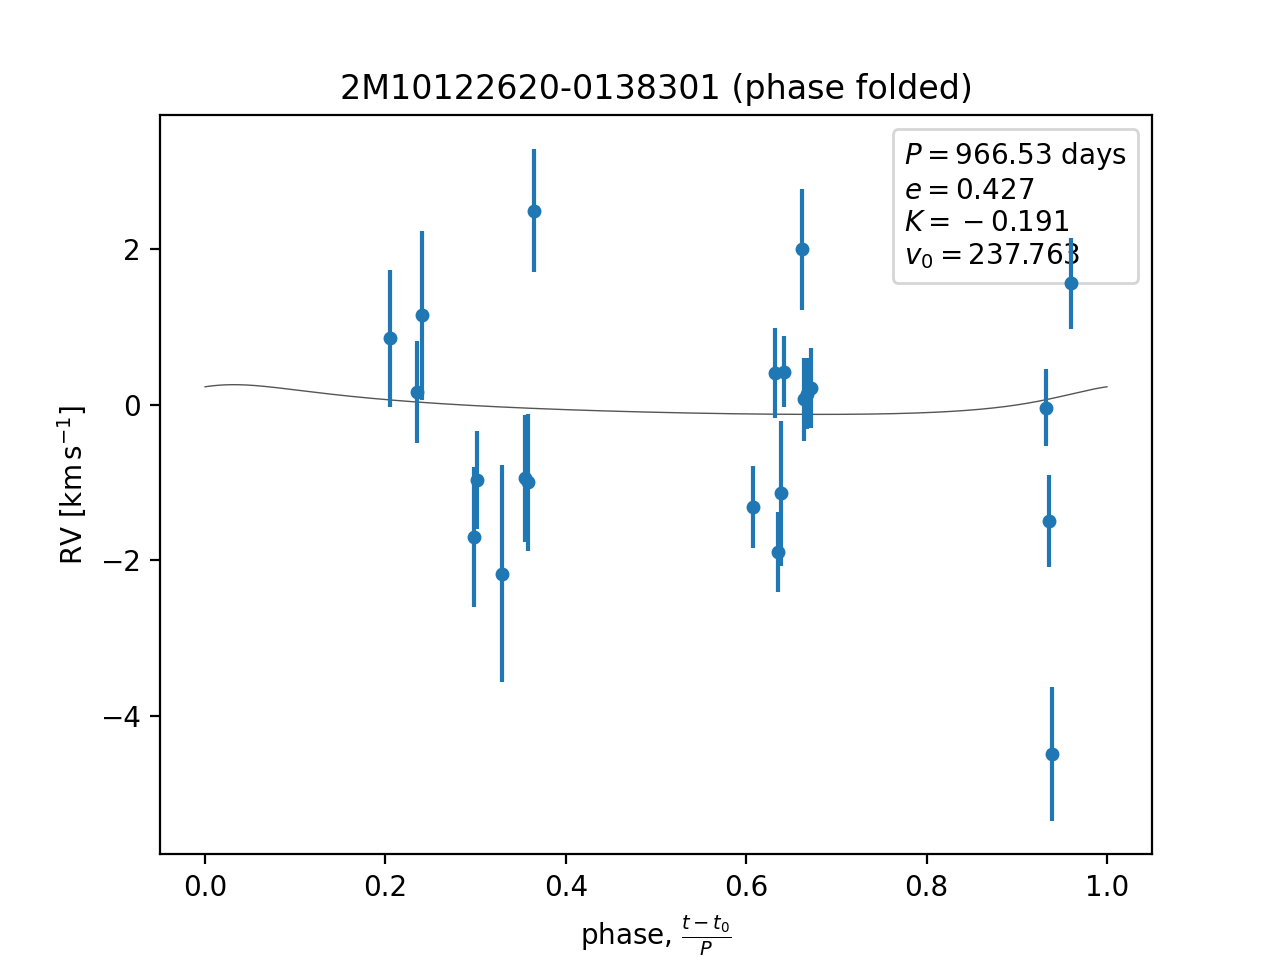 2M10122620-0138301 (phase folded)
P = 966.53 days
e = 0.427
K = −0.191
v₀ = 237.763
RV [km s⁻¹]
2
0
−2
−4
0.0 0.2 0.4 0.6 0.8 1.0
phase, (t − t₀)/P